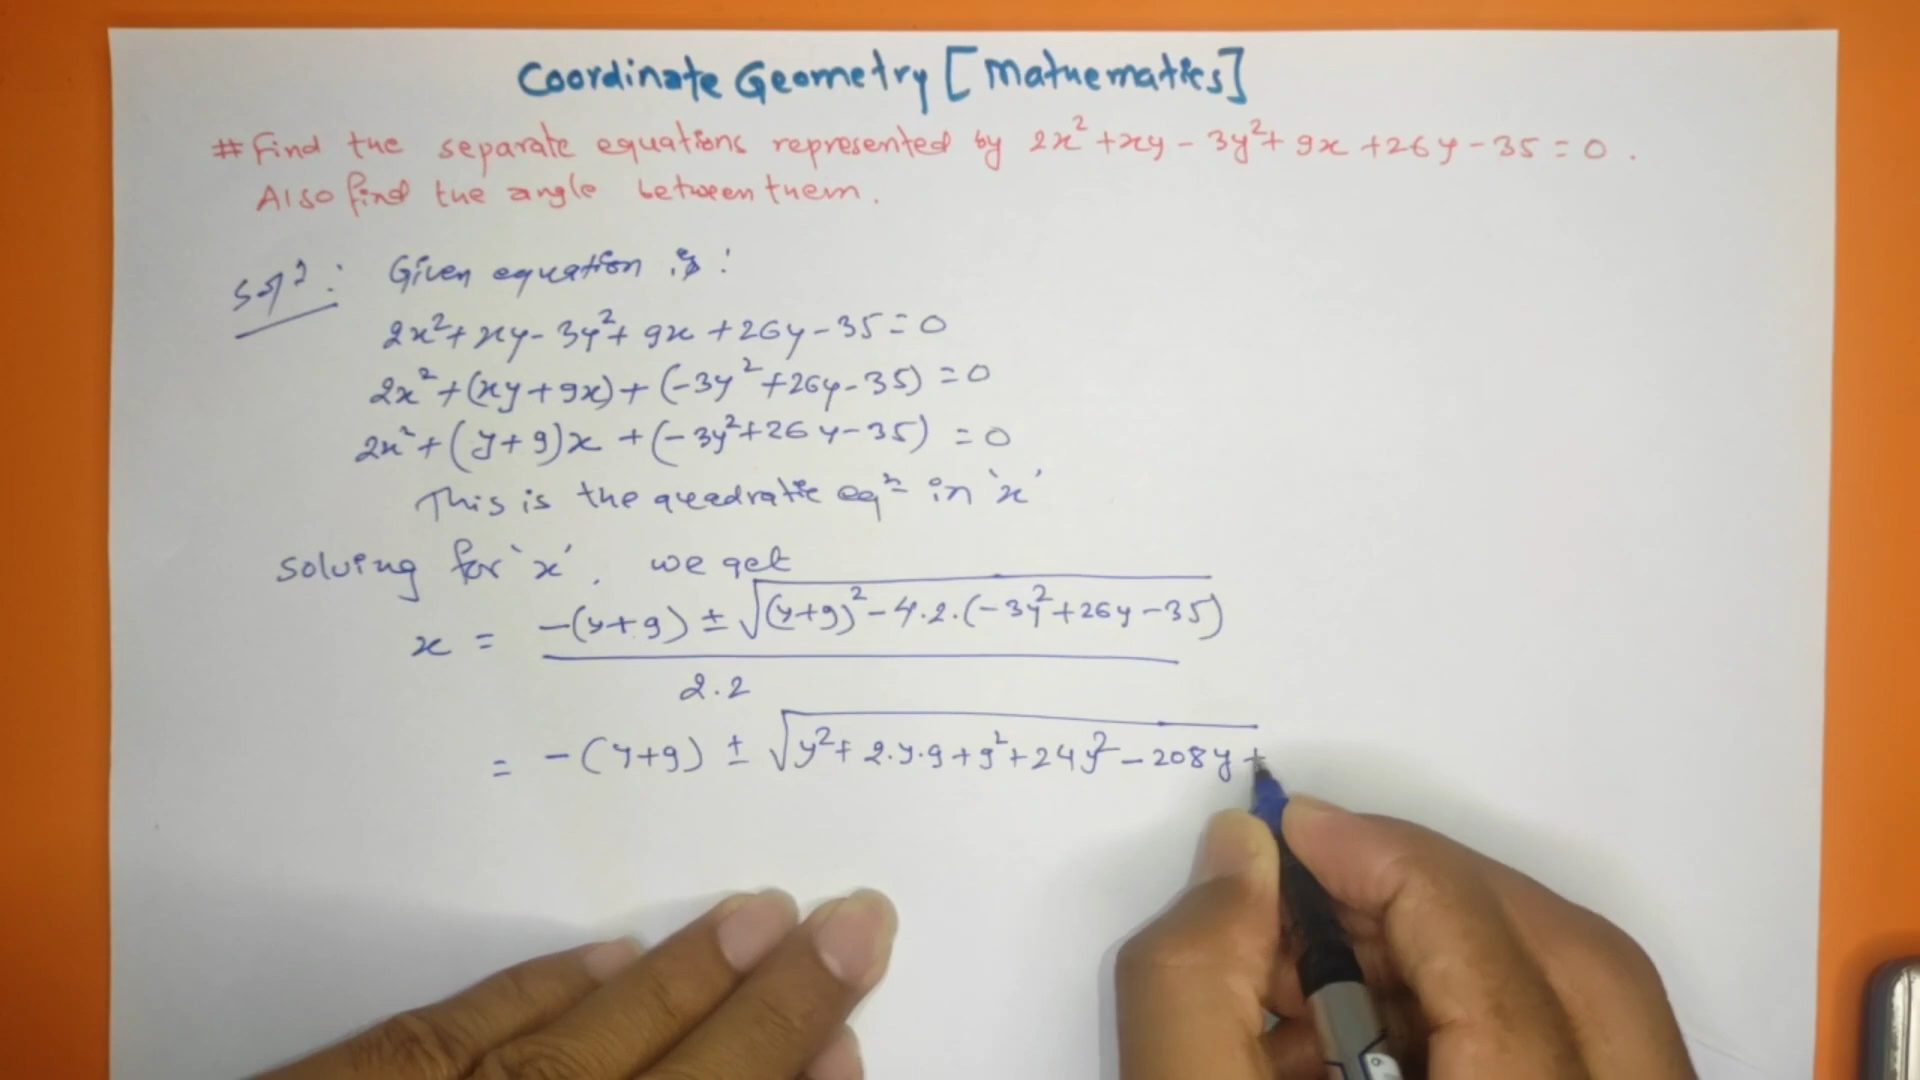 Coordinate Geometry [Mathematics]
# Find the separate equations represented by 2x² + xy - 3y² + 9x + 26y - 35 = 0 .
Also find the angle between them.
Solⁿ : Given equation is :
2x² + xy - 3y² + 9x + 26y - 35 = 0
2x² + (xy + 9x) + (-3y² + 26y - 35) = 0
2x² + (y + 9)x + (-3y² + 26y - 35) = 0
This is the quadratic eqⁿ in 'x'
Solving for 'x', we get
x = -(y+9) ± √(y+9)² - 4.2.(-3y² + 26y - 35)
2.2
= -(y+9) ± √y² + 2.y.9 + 9² + 24y² - 208y +